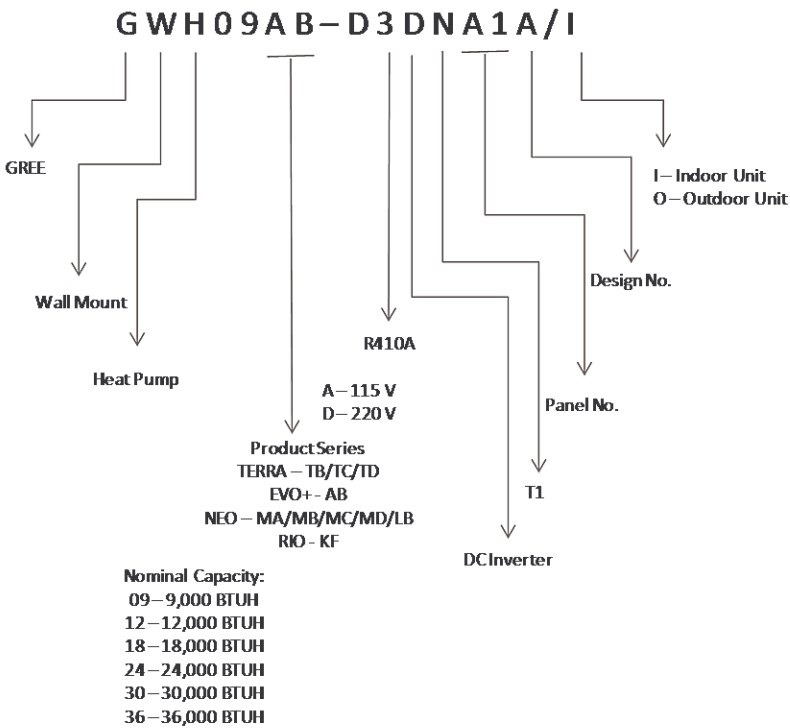 GWH09AB-D3DNA1A/I
GREE
I–Indoor Unit
O–Outdoor Unit
Design No.
Wall Mount
R410A
Heat Pump
A–115 V
D–220 V
Panel No.
Product Series
TERRA – TB/TC/TD
EVO+ - AB
NEO – MA/MB/MC/MD/LB
RIO - KF
T1
DC Inverter
Nominal Capacity:
09–9,000 BTUH
12–12,000 BTUH
18–18,000 BTUH
24–24,000 BTUH
30–30,000 BTUH
36–36,000 BTUH